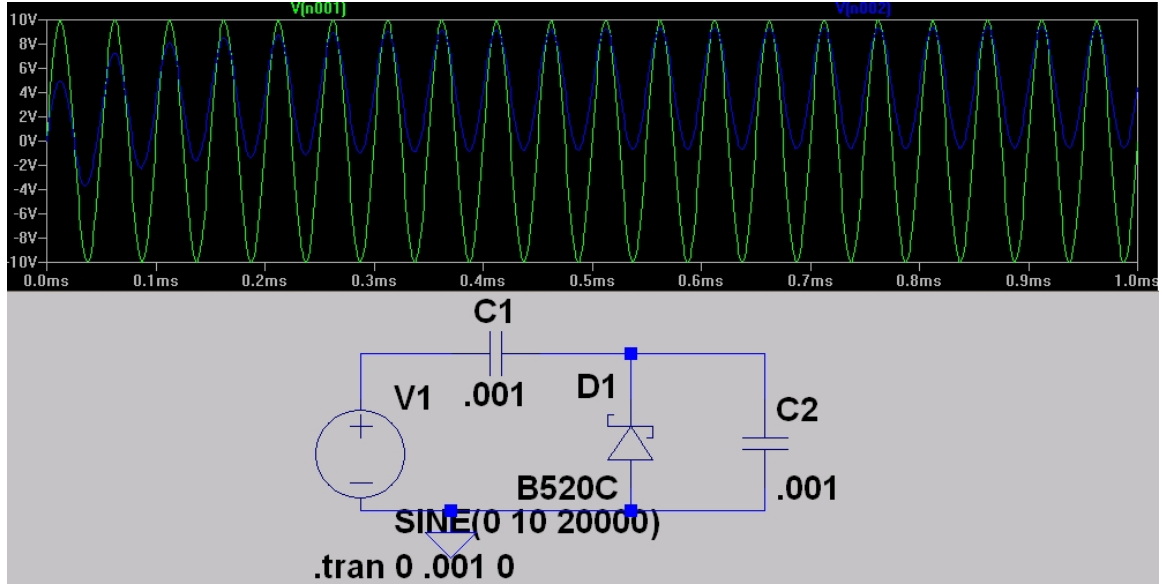 V(n001) V(n002)
10V
8V
6V
4V
2V
0V
-2V
-4V
-6V
-8V
-10V
0.0ms 0.1ms 0.2ms 0.3ms 0.4ms 0.5ms 0.6ms 0.7ms 0.8ms 0.9ms 1.0ms
C1
.001
V1
D1
C2
B520C
.001
SINE(0 10 20000)
.tran 0 .001 0